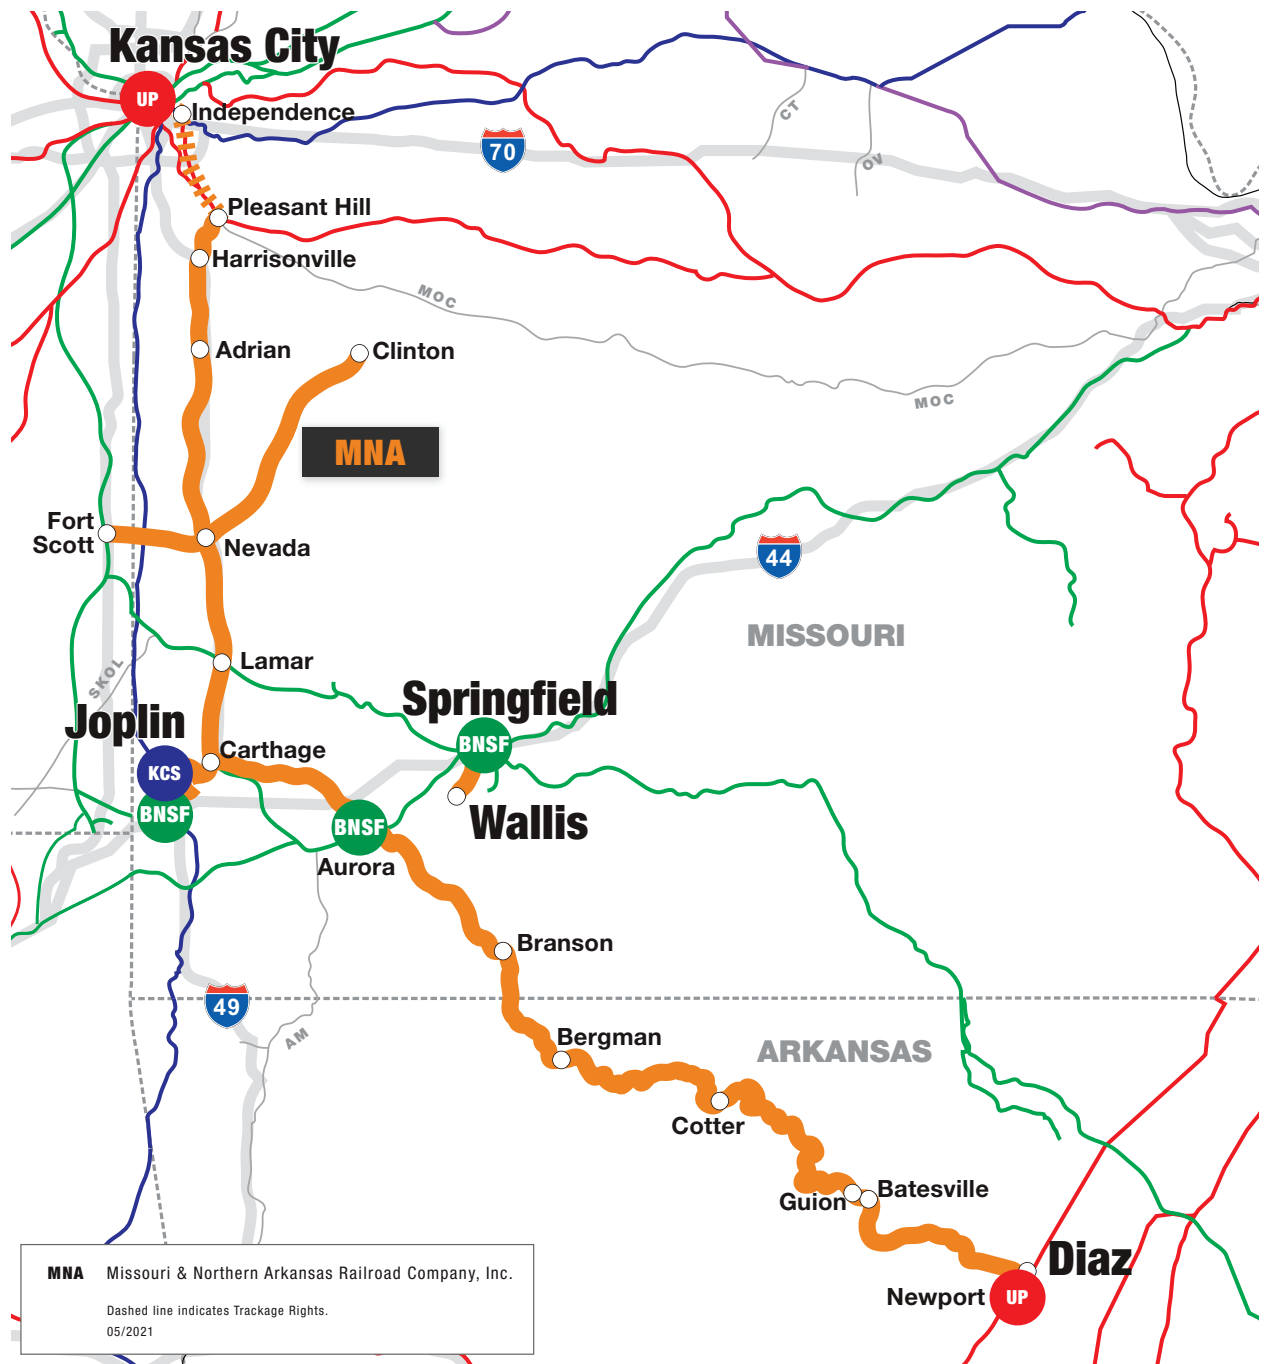 Kansas City
UP
Independence
70
CT
OV
Pleasant Hill
Harrisonville
MOC
Adrian
Clinton
MOC
MNA
Fort
Scott
Nevada
44
MISSOURI
Lamar
SKOL
Springfield
Joplin
BNSF
Carthage
KCS
BNSF
Wallis
BNSF
Aurora
Branson
49
AM
Bergman
ARKANSAS
Cotter
Guion
Batesville
Diaz
Newport
UP
MNA Missouri & Northern Arkansas Railroad Company, Inc.
Dashed line indicates Trackage Rights.
05/2021